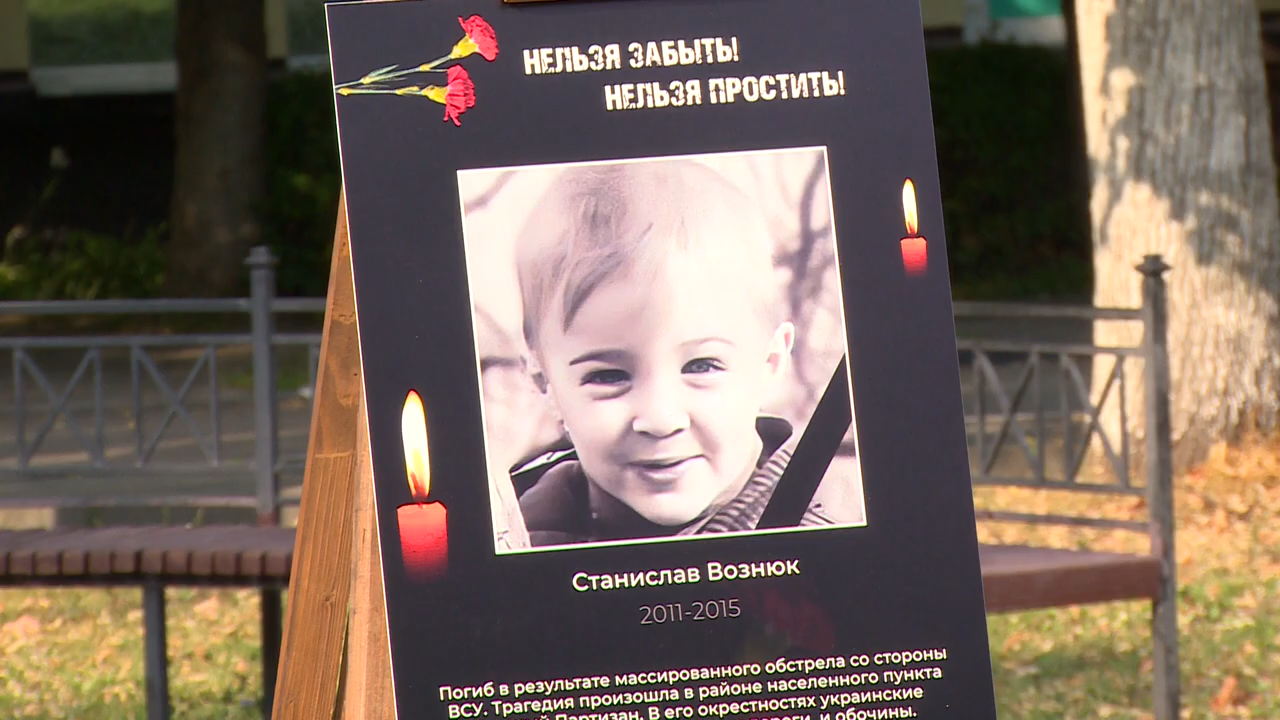 НЕЛЬЗЯ ЗАБЫТЬ!
НЕЛЬЗЯ ПРОСТИТЬ!
Станислав Вознюк
2011-2015
Погиб в результате массированного обстрела со стороны
ВСУ. Трагедия произошла в районе населенного пункта
Партизан. В его окрестностях украинские
и обочины.